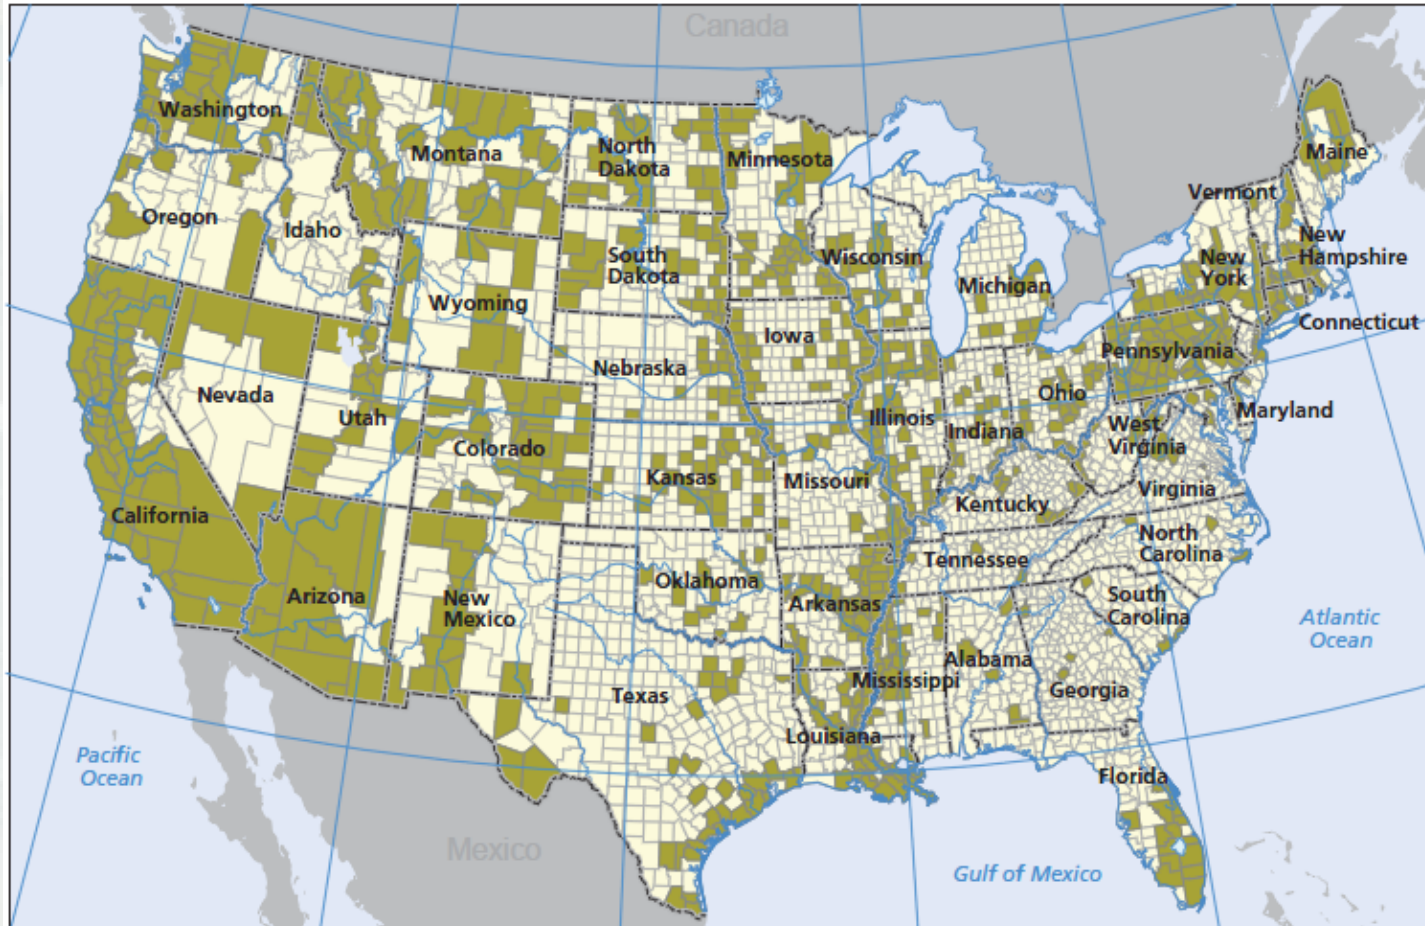 Canada
Washington
Montana
North
Dakota
Minnesota
Maine
Vermont
Oregon
Idaho
South
Dakota
Wisconsin
Michigan
New
York
New
Hampshire
Wyoming
Iowa
Connecticut
Nebraska
Pennsylvania
Nevada
Utah
Colorado
Illinois
Indiana
Ohio
West
Virginia
Maryland
Kansas
Missouri
Kentucky
Virginia
California
Arizona
New
Mexico
Oklahoma
Arkansas
Tennessee
North
Carolina
South
Carolina
Atlantic
Ocean
Texas
Mississippi
Alabama
Georgia
Louisiana
Pacific
Ocean
Florida
Mexico
Gulf of Mexico